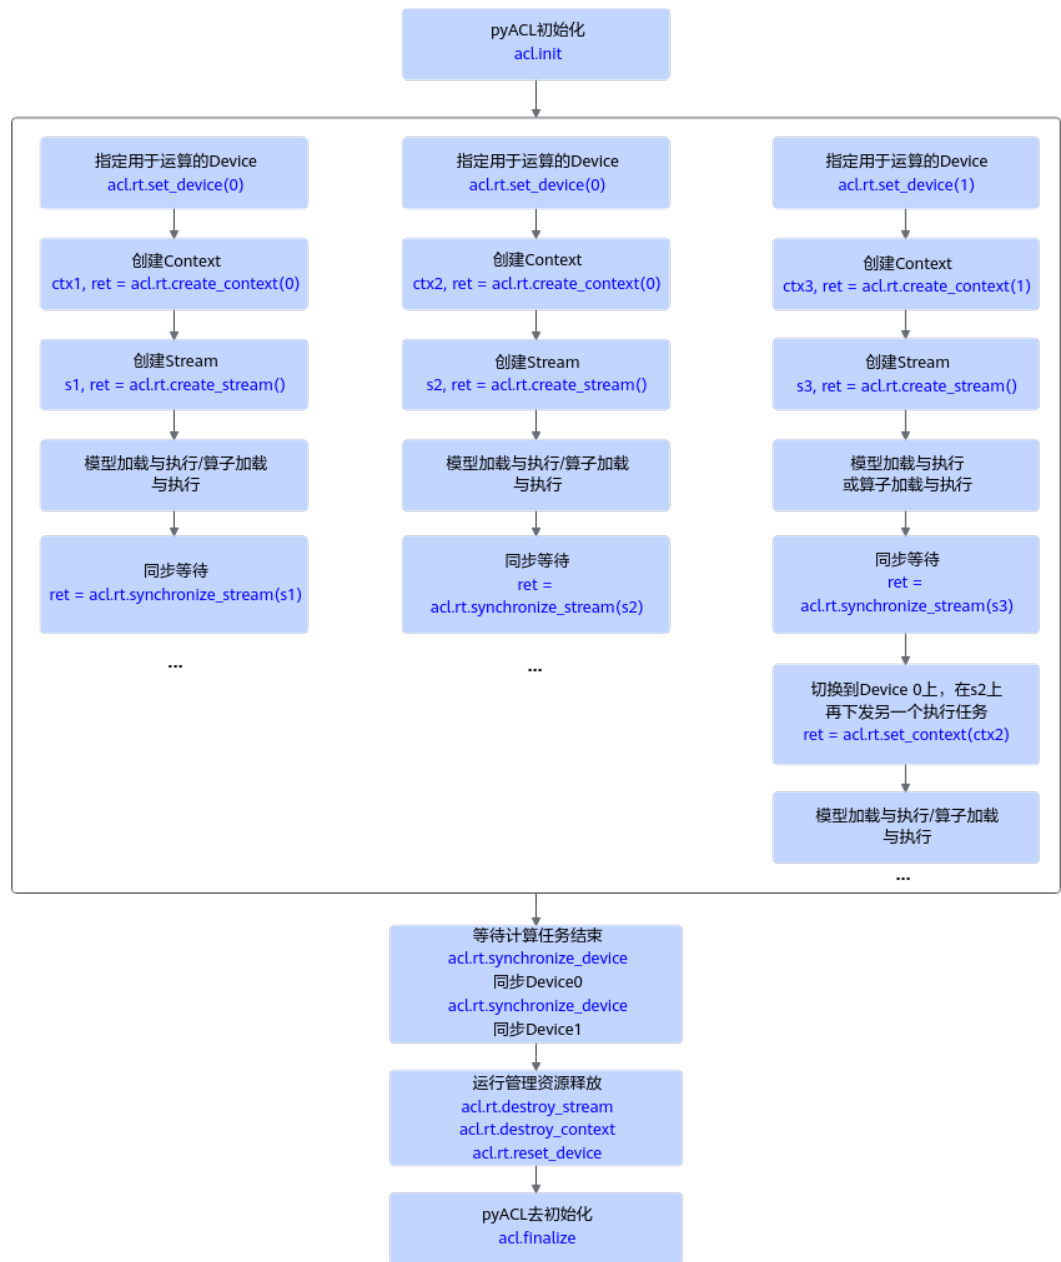 pyACL初始化
acl.init
指定用于运算的Device
acl.rt.set_device(0)
创建Context
ctx1, ret = acl.rt.create_context(0)
创建Stream
s1, ret = acl.rt.create_stream()
模型加载与执行/算子加载
与执行
同步等待
ret = acl.rt.synchronize_stream(s1)
...
指定用于运算的Device
acl.rt.set_device(0)
创建Context
ctx2, ret = acl.rt.create_context(0)
创建Stream
s2, ret = acl.rt.create_stream()
模型加载与执行/算子加载
与执行
同步等待
ret =
acl.rt.synchronize_stream(s2)
...
指定用于运算的Device
acl.rt.set_device(1)
创建Context
ctx3, ret = acl.rt.create_context(1)
创建Stream
s3, ret = acl.rt.create_stream()
模型加载与执行
或算子加载与执行
同步等待
ret =
acl.rt.synchronize_stream(s3)
切换到Device 0上，在s2上
再下发另一个执行任务
ret = acl.rt.set_context(ctx2)
模型加载与执行/算子加载
与执行
...
等待计算任务结束
acl.rt.synchronize_device
同步Device0
acl.rt.synchronize_device
同步Device1
运行管理资源释放
acl.rt.destroy_stream
acl.rt.destroy_context
acl.rt.reset_device
pyACL去初始化
acl.finalize